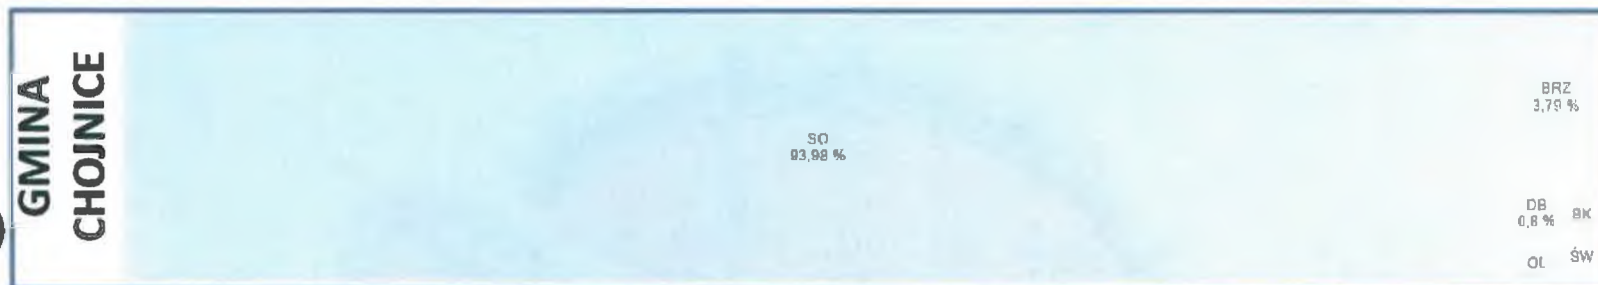 GMINA
CHOJNICE
SO
93,98 %
BRZ
3,79 %
DB
0,8 %
BK
OL
ŚW